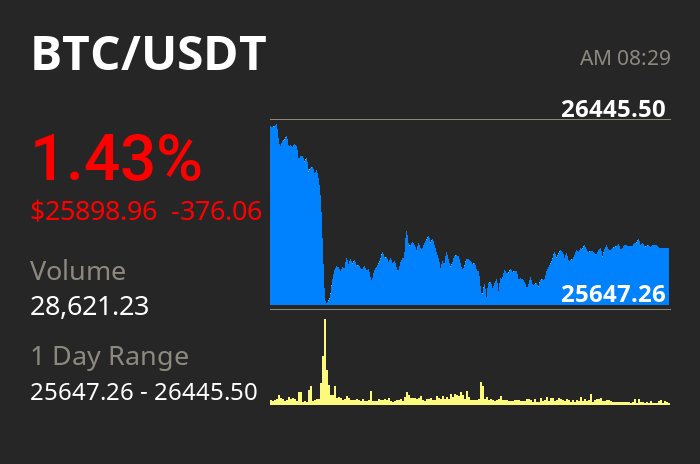 BTC/USDT
AM 08:29
26445.50
1.43%
$25898.96 -376.06
Volume
28,621.23
25647.26
1 Day Range
25647.26 - 26445.50